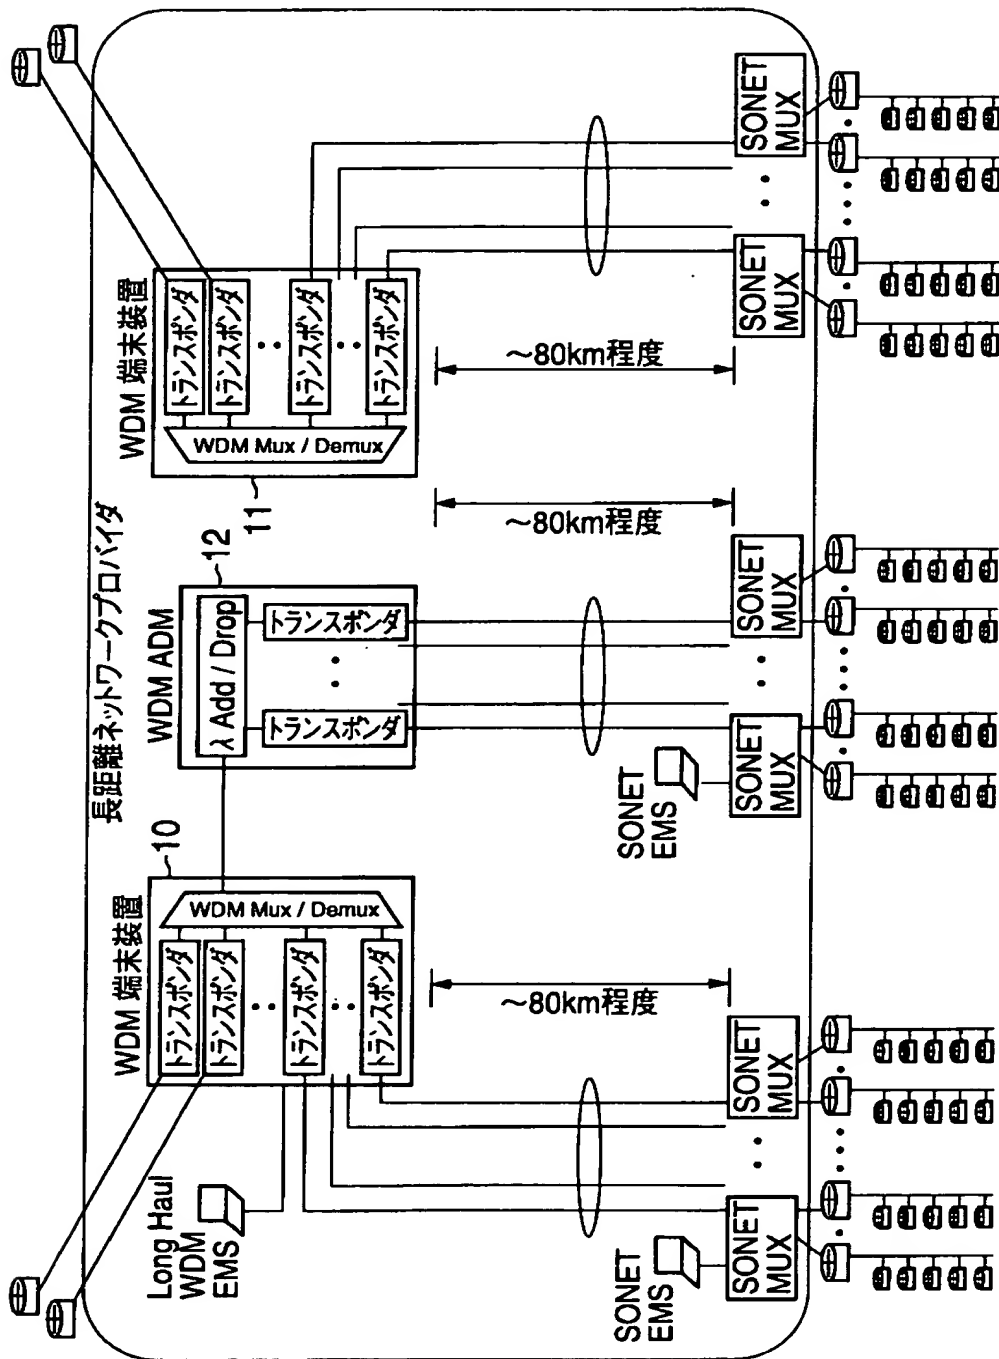 長距離ネットワークプロバイダ
WDM 端末装置
10
トランスポンダ
トランスポンダ
トランスポンダ
トランスポンダ
WDM Mux / Demux
Long Haul
WDM
EMS
WDM ADM
12
λ Add / Drop
トランスポンダ
トランスポンダ
WDM 端末装置
11
WDM Mux / Demux
トランスポンダ
トランスポンダ
トランスポンダ
トランスポンダ
~80km程度
~80km程度
~80km程度
SONET
EMS
SONET
MUX
SONET
MUX
SONET
EMS
SONET
MUX
SONET
MUX
SONET
MUX
SONET
MUX